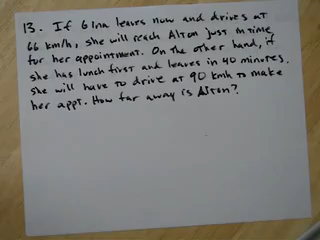 13. If Gina leaves now and drives at
66 km/h, she will reach Alton just in time
for her appointment. On the other hand, if
she has lunch first and leaves in 40 minutes,
she will have to drive at 90 kmh to make
her appt. How far away is Alton?